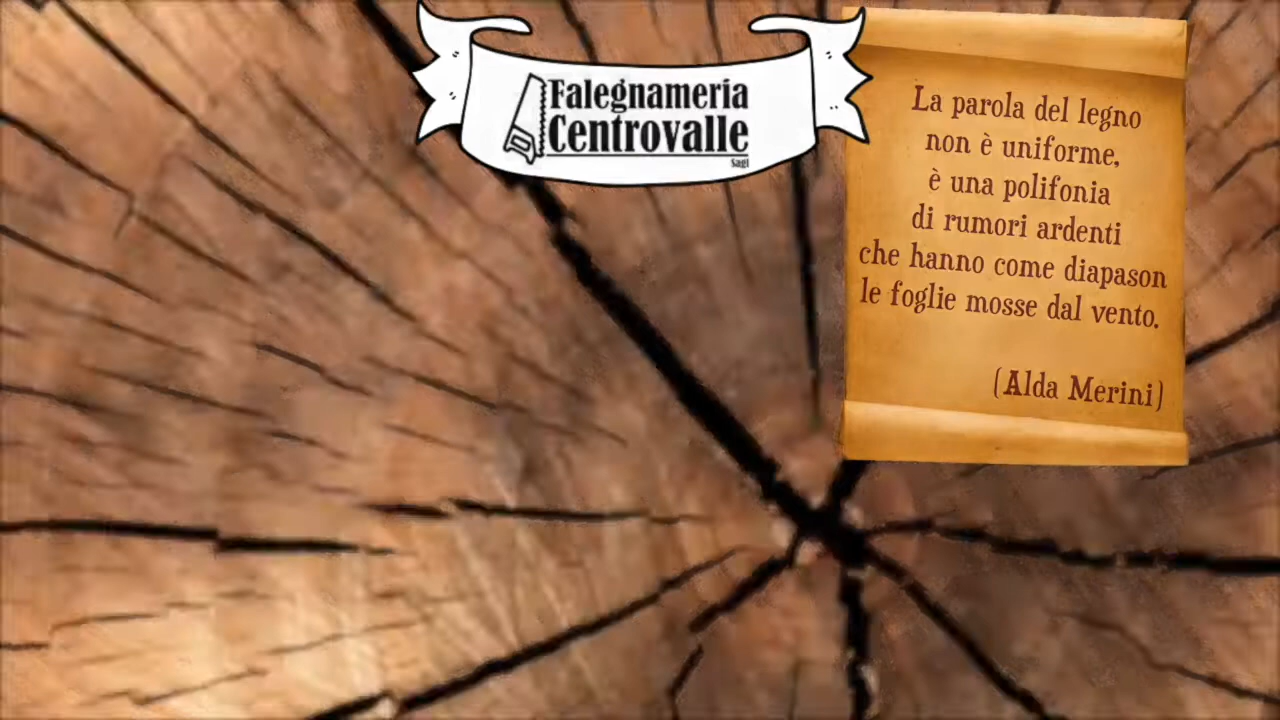 Falegnameria
Centrovalle
Sagl
La parola del legno
non è uniforme,
è una polifonia
di rumori ardenti
che hanno come diapason
le foglie mosse dal vento.
(Alda Merini)